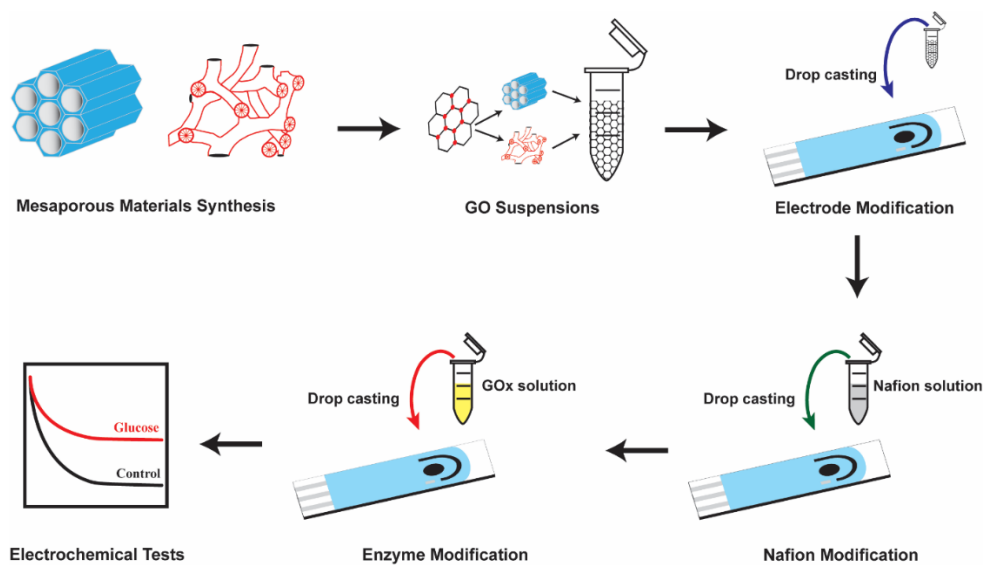 Drop casting
Mesaporous Materials Synthesis
GO Suspensions
Electrode Modification
Drop casting
GOx solution
Drop casting
Nafion solution
Glucose
Control
Electrochemical Tests
Enzyme Modification
Nafion Modification